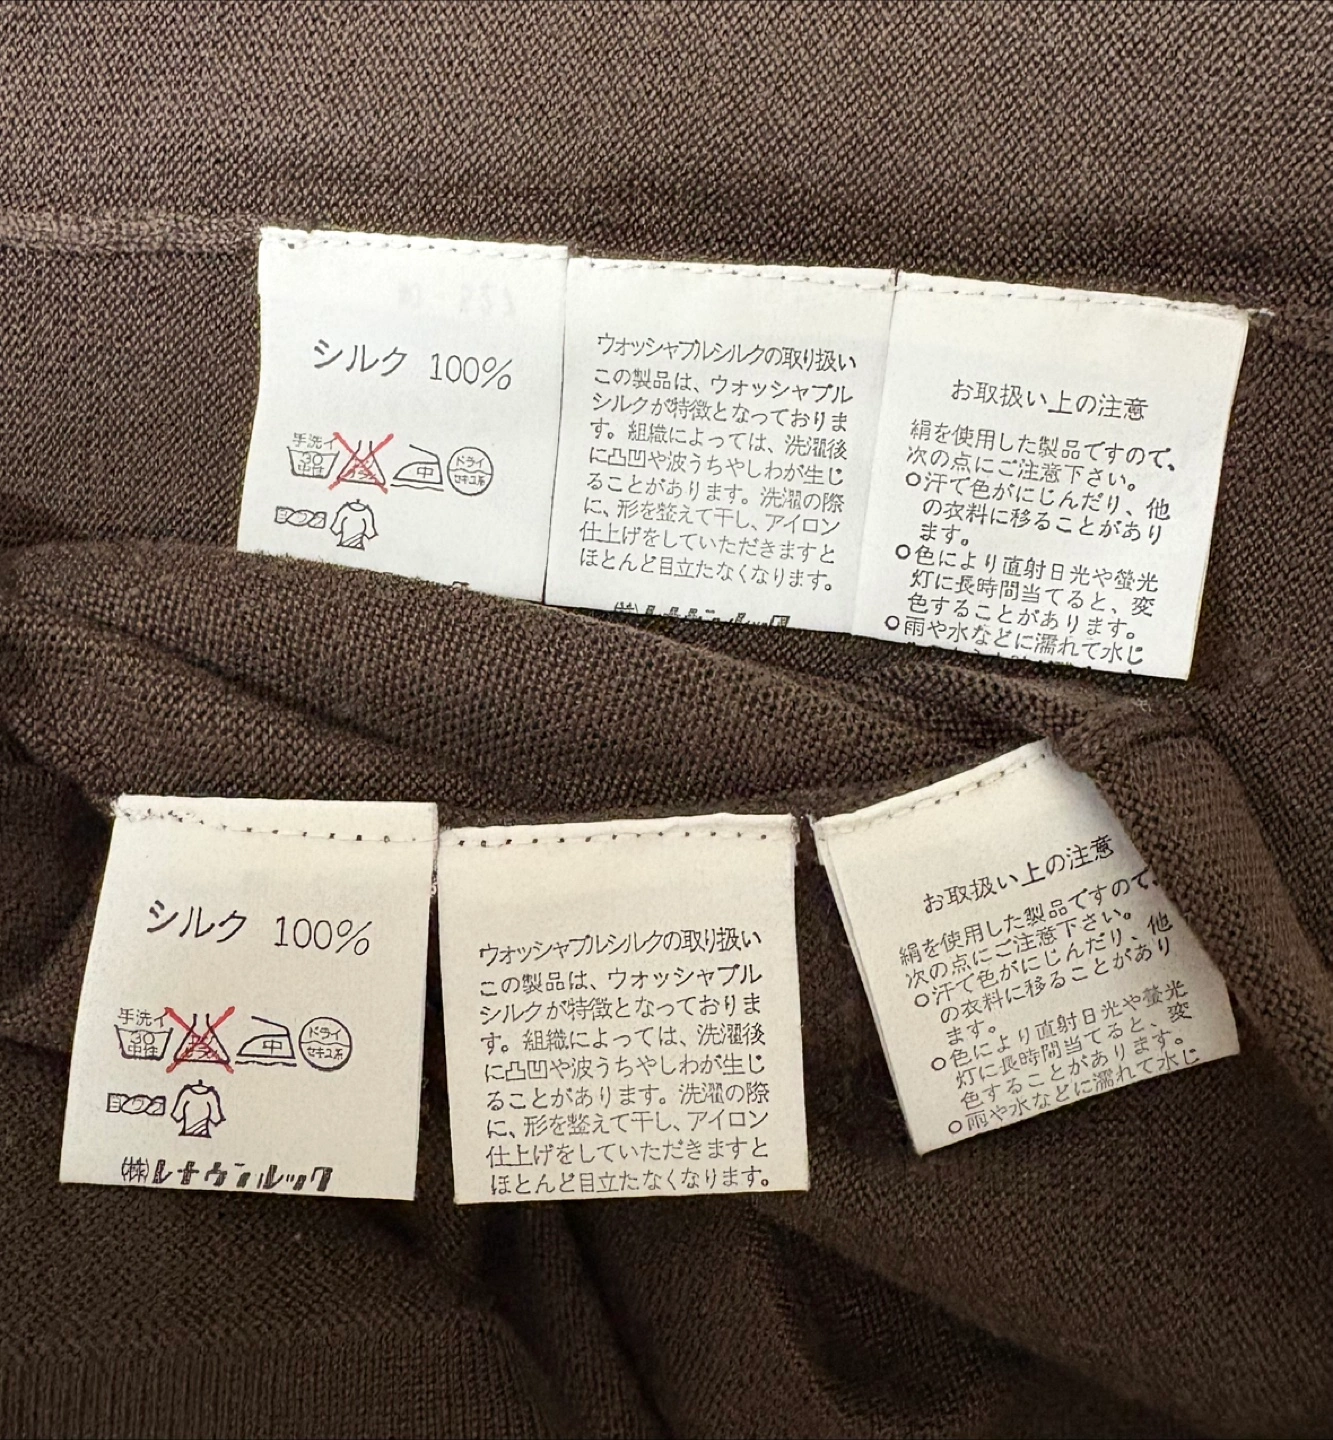 シルク 100%
手洗イ
30
中性
エンソサラシ
中
ドライ
セキユ系
ウォッシャブルシルクの取り扱い
この製品は、ウォッシャブル
シルクが特徴となっておりま
す。組織によっては、洗濯後
に凸凹や波うちやしわが生じ
ることがあります。洗濯の際
に、形を整えて干し、アイロン
仕上げをしていただきますと
ほとんど目立たなくなります。
お取扱い上の注意
絹を使用した製品ですので、
次の点にご注意下さい。
○汗で色がにじんだり、他
の衣料に移ることがあり
ます。
○色により直射日光や螢光
灯に長時間当てると、変
色することがあります。
○雨や水などに濡れて水じ
シルク 100%
手洗イ
30
中性
中
ドライ
セキユ系
(株)レナウンルック
ウォッシャブルシルクの取り扱い
この製品は、ウォッシャブル
シルクが特徴となっておりま
す。組織によっては、洗濯後
に凸凹や波うちやしわが生じ
ることがあります。洗濯の際
に、形を整えて干し、アイロン
仕上げをしていただきますと
ほとんど目立たなくなります。
お取扱い上の注意
絹を使用した製品ですので、
次の点にご注意下さい。
○汗で色がにじんだり、他
の衣料に移ることがあり
ます。
○色により直射日光や螢光
灯に長時間当てると、変
色することがあります。
○雨や水などに濡れて水じ